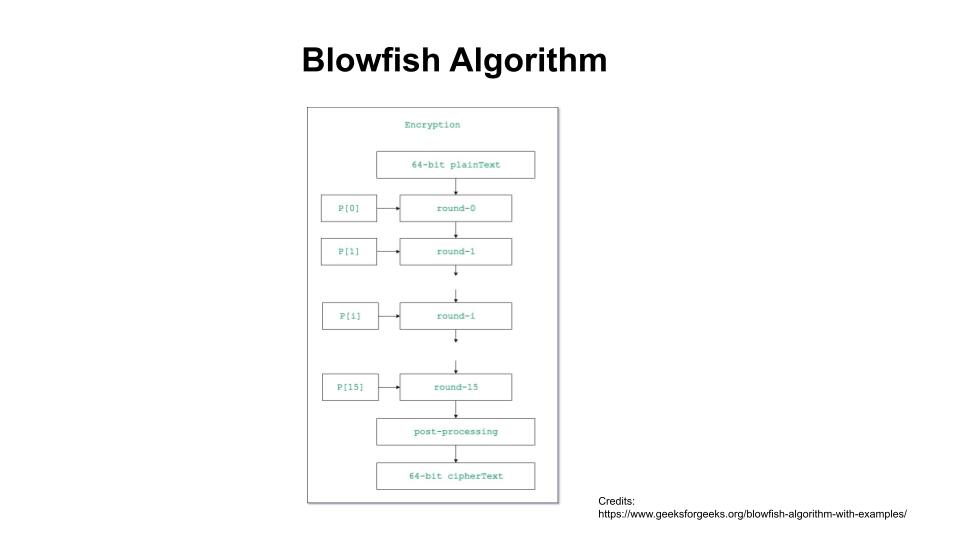 Blowfish Algorithm
Encryption
64-bit plainText
P[0]
round-0
P[1]
round-1
P[i]
round-i
P[15]
round-15
post-processing
64-bit cipherText
Credits:
https://www.geeksforgeeks.org/blowfish-algorithm-with-examples/